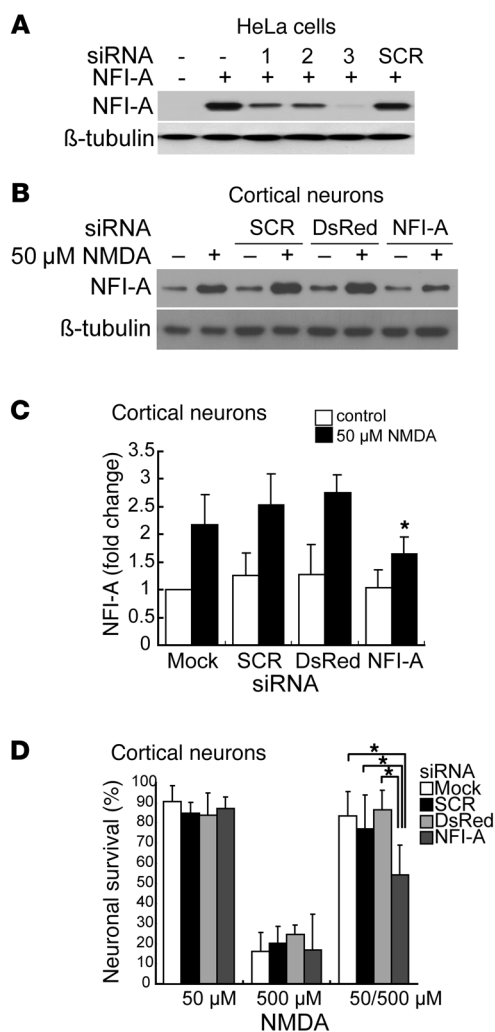 A
HeLa cells
siRNA - - 1 2 3 SCR
NFI-A - + + + + +
NFI-A
ß-tubulin
B
Cortical neurons
siRNA SCR DsRed NFI-A
50 µM NMDA – + – + – + – +
NFI-A
ß-tubulin
C
Cortical neurons
control
50 µM NMDA
NFI-A (fold change)
3.5
3
2.5
2
1.5
1
0.5
0
*
Mock SCR DsRed NFI-A
siRNA
D
Cortical neurons
siRNA
Mock
SCR
DsRed
NFI-A
Neuronal survival (%)
100
90
80
70
60
50
40
30
20
10
0
*
*
*
50 µM 500 µM 50/500 µM
NMDA